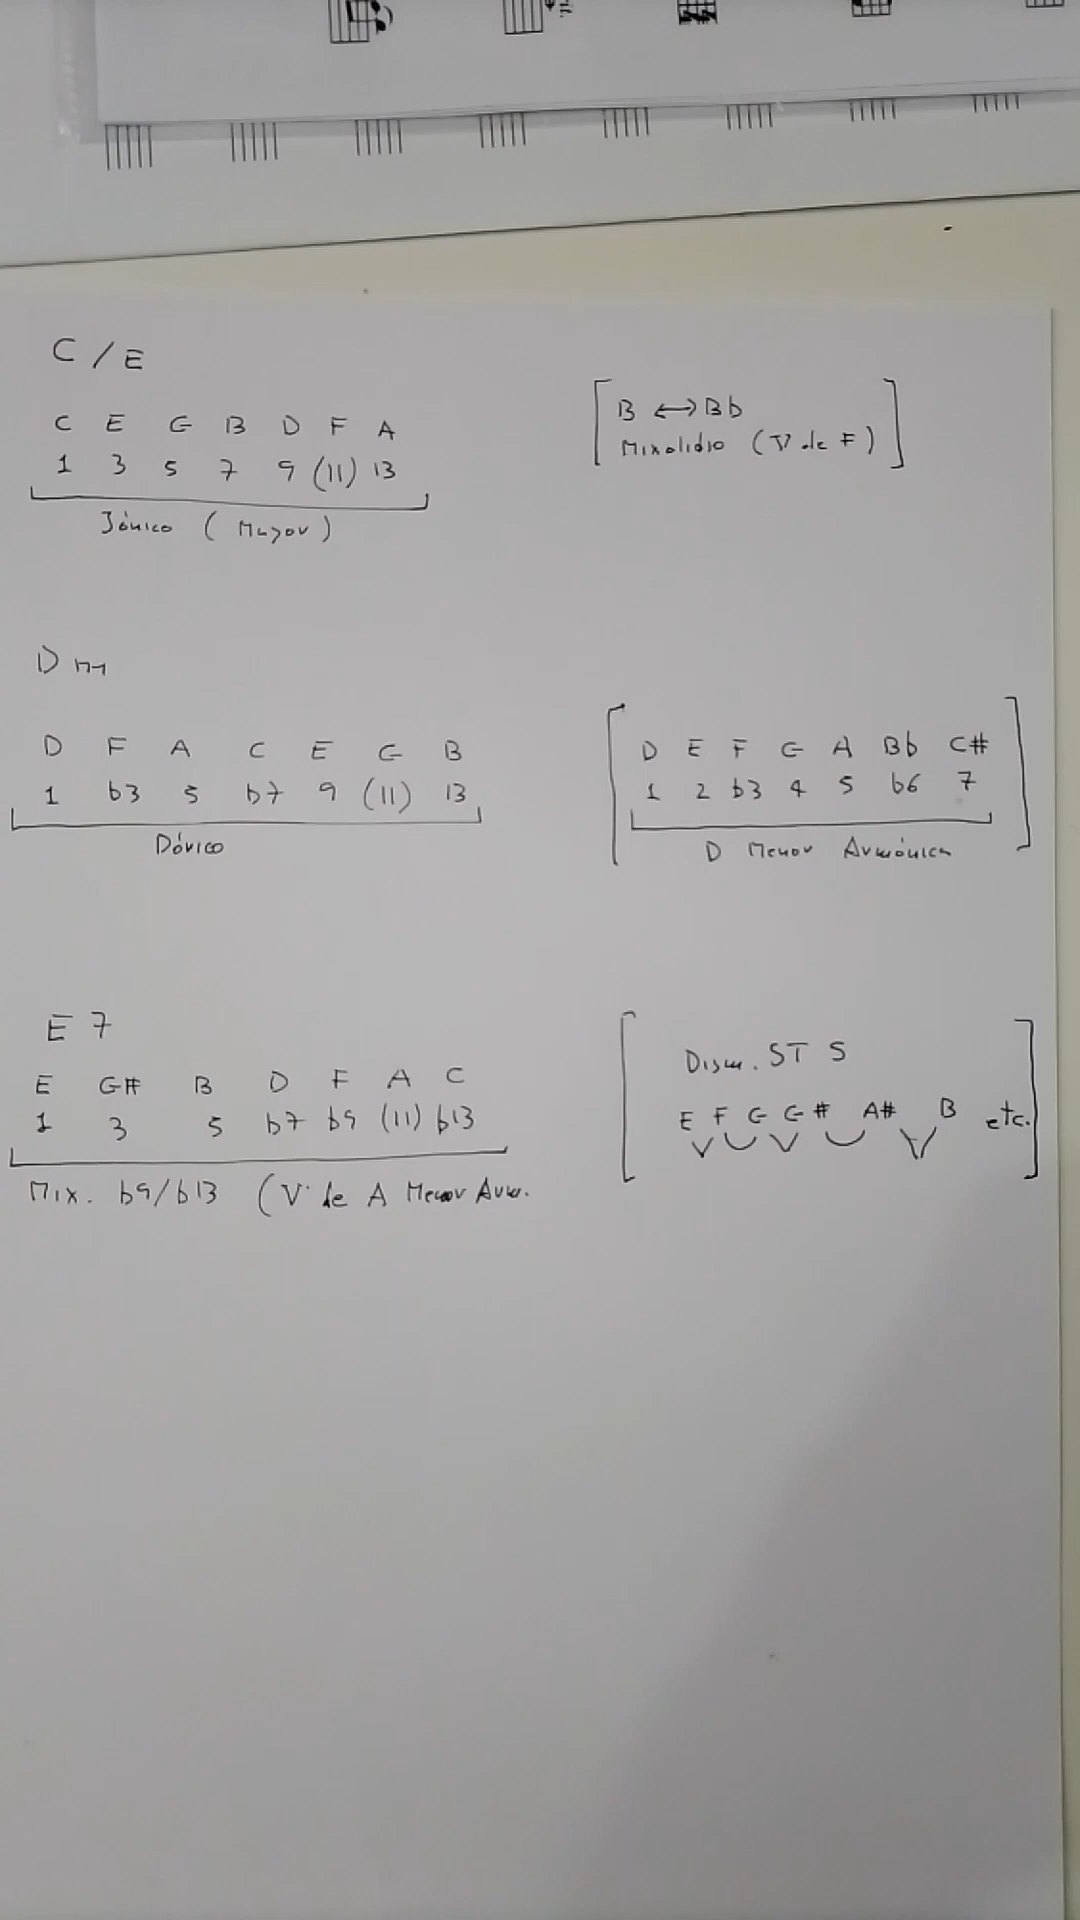 C/E
C E G B D F A
1 3 5 7 9 (11) 13
Jónico (Mayor)
B ↔ Bb
Mixolidio (V de F)
Dm
D F A C E G B
1 b3 5 b7 9 (11) 13
Dórico
D E F G A Bb C#
1 2 b3 4 5 b6 7
D Menor Armónica
E7
E G# B D F A C
1 3 5 b7 b9 (11) b13
Mix. b9/b13 (V de A Menor Arm.
Dism. ST S
E F G G# A# B etc.